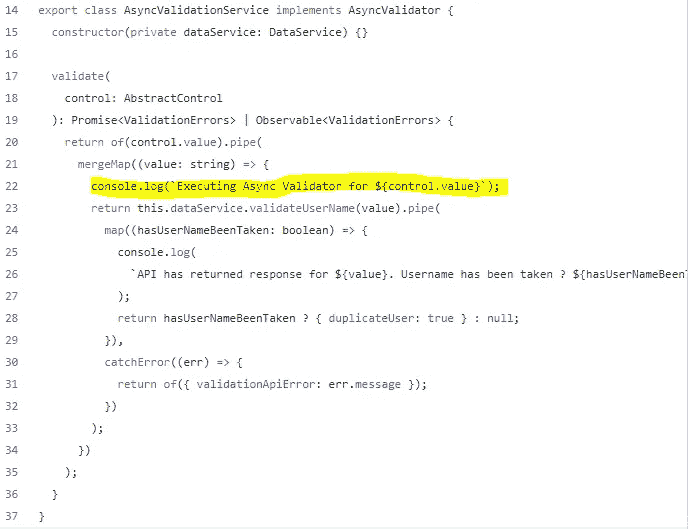 14 export class AsyncValidationService implements AsyncValidator {
15 constructor(private dataService: DataService) {}
16
17 validate(
18 control: AbstractControl
19 ): Promise<ValidationErrors> | Observable<ValidationErrors> {
20 return of(control.value).pipe(
21 mergeMap((value: string) => {
22 console.log(`Executing Async Validator for ${control.value}`);
23 return this.dataService.validateUserName(value).pipe(
24 map((hasUserNameBeenTaken: boolean) => {
25 console.log(
26 `API has returned response for ${value}. Username has been taken ? ${hasUserNameBeen
27 );
28 return hasUserNameBeenTaken ? { duplicateUser: true } : null;
29 }),
30 catchError((err) => {
31 return of({ validationApiError: err.message });
32 })
33 );
34 })
35 );
36 }
37 }